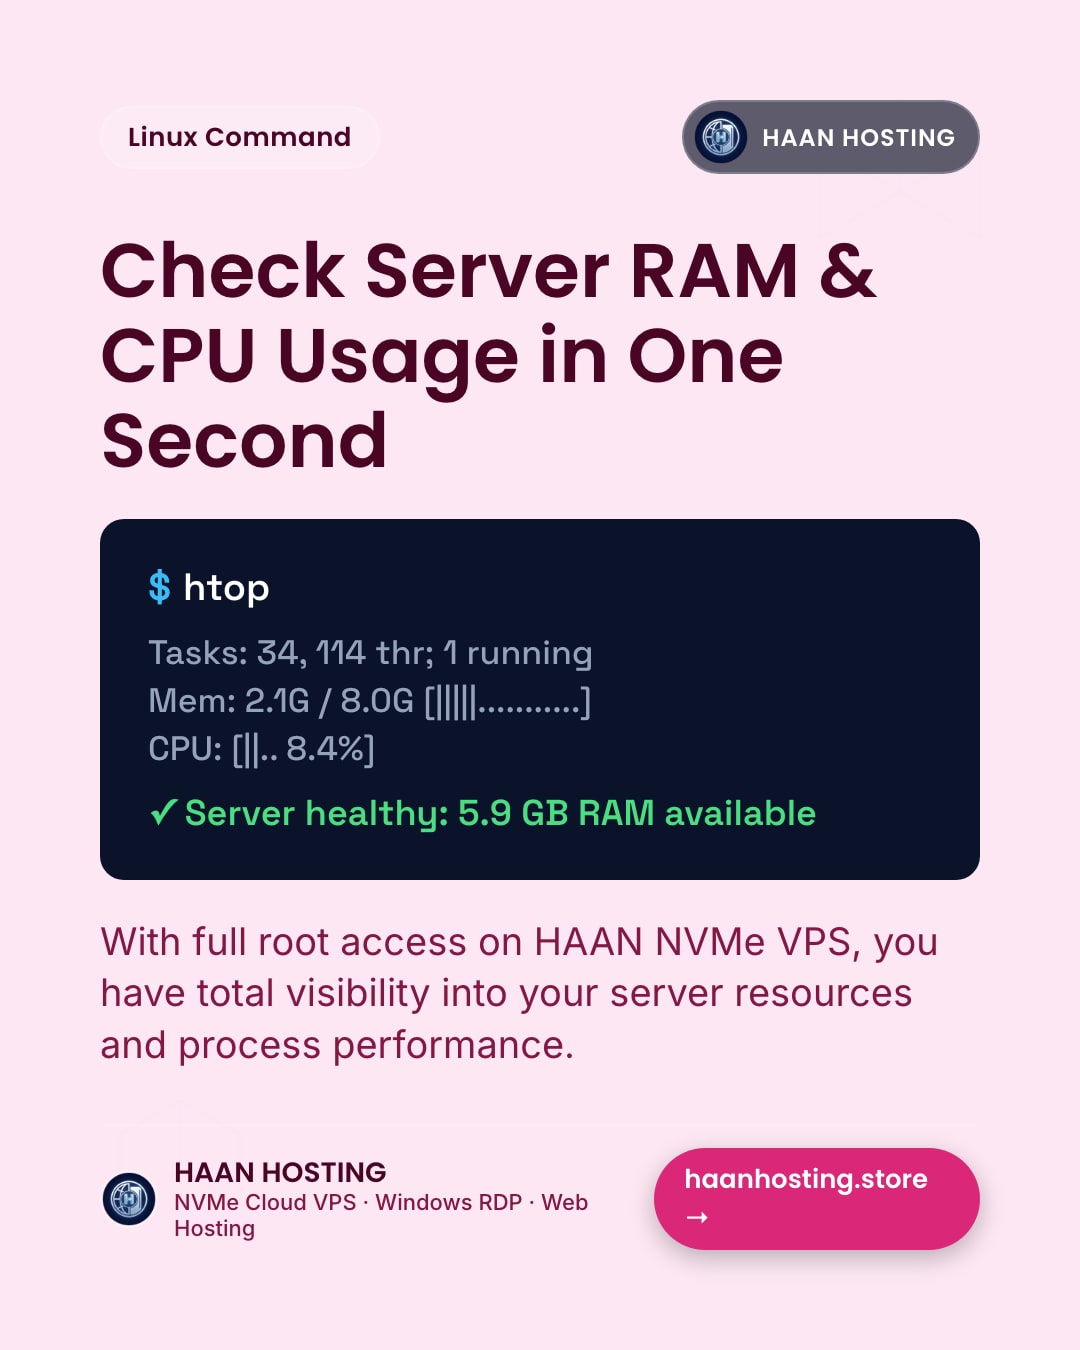 Linux Command
HAAN HOSTING
Check Server RAM &
CPU Usage in One
Second
$ htop
Tasks: 34, 114 thr; 1 running
Mem: 2.1G / 8.0G [|||||...........]
CPU: [||.. 8.4%]
✓ Server healthy: 5.9 GB RAM available
With full root access on HAAN NVMe VPS, you
have total visibility into your server resources
and process performance.
HAAN HOSTING
NVMe Cloud VPS · Windows RDP · Web
Hosting
haanhosting.store
→